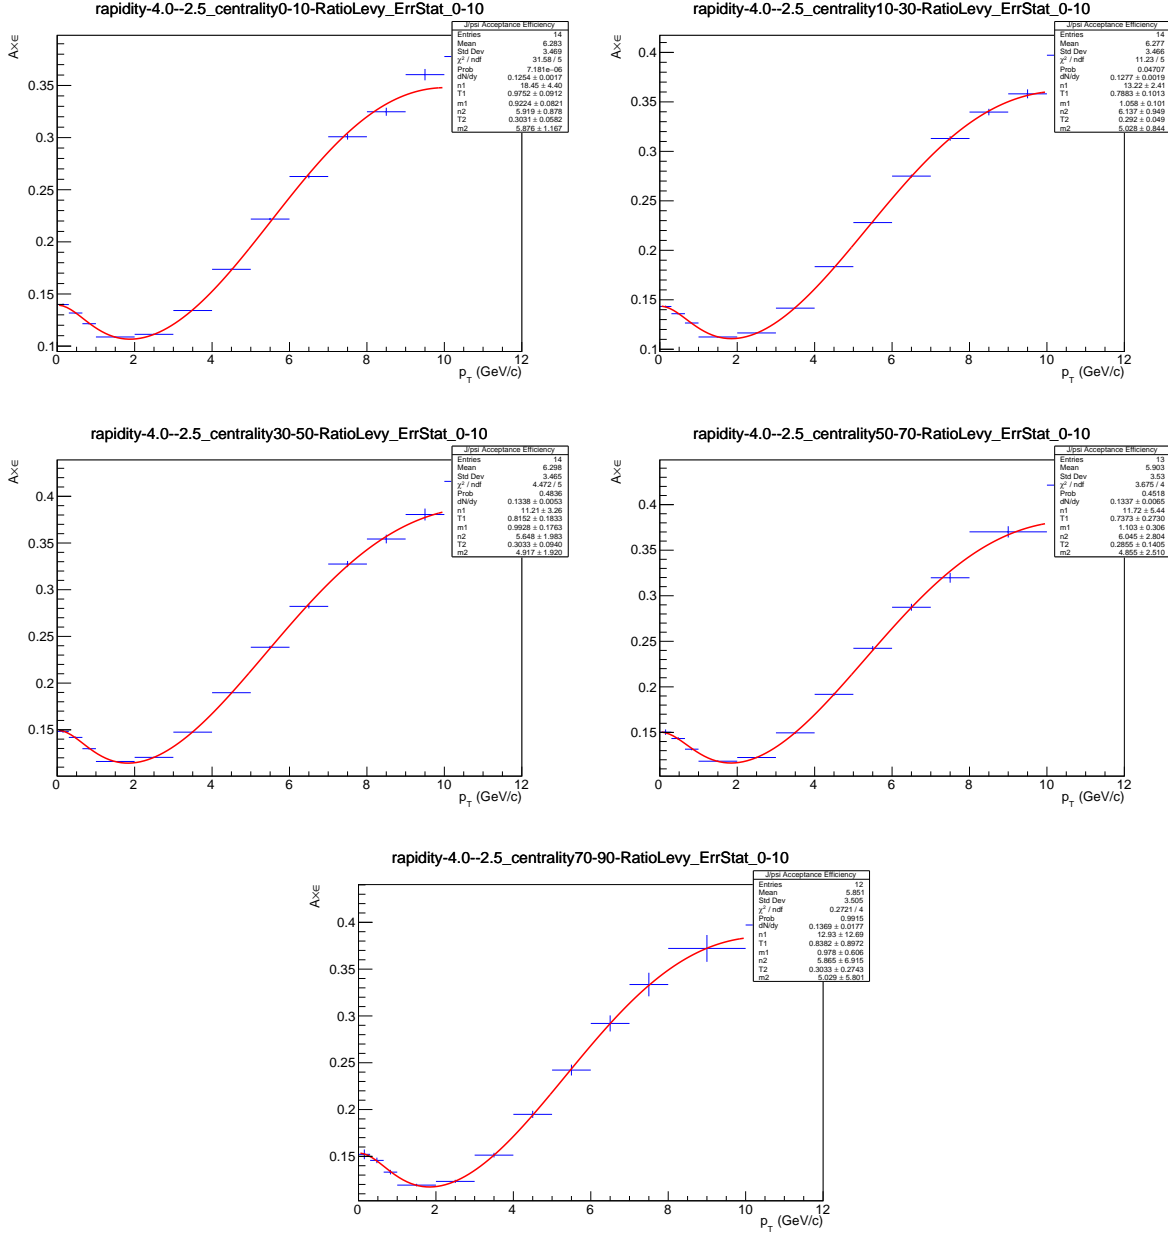 rapidity-4.0--2.5_centrality0-10-RatioLevy_ErrStat_0-10
J/psi Acceptance Efficiency
Entries 14
Mean 6.283
Std Dev 3.469
χ² / ndf 31.58 / 5
Prob 7.181e-06
dN/dy 0.1254 ± 0.0017
n1 18.45 ± 4.40
T1 0.9752 ± 0.0912
m1 0.9224 ± 0.0821
n2 5.919 ± 0.878
T2 0.3031 ± 0.0582
m2 5.876 ± 1.167
A×ϵ
0.35
0.3
0.25
0.2
0.15
0.1
0 2 4 6 8 10 12
p_T (GeV/c)
rapidity-4.0--2.5_centrality10-30-RatioLevy_ErrStat_0-10
J/psi Acceptance Efficiency
Entries 14
Mean 6.277
Std Dev 3.466
χ² / ndf 11.23 / 5
Prob 0.04707
dN/dy 0.1277 ± 0.0019
n1 13.22 ± 2.41
T1 0.7883 ± 0.1013
m1 1.058 ± 0.101
n2 6.137 ± 0.949
T2 0.292 ± 0.049
m2 5.028 ± 0.844
A×ϵ
0.4
0.35
0.3
0.25
0.2
0.15
0.1
0 2 4 6 8 10 12
p_T (GeV/c)
rapidity-4.0--2.5_centrality30-50-RatioLevy_ErrStat_0-10
J/psi Acceptance Efficiency
Entries 14
Mean 6.298
Std Dev 3.465
χ² / ndf 4.472 / 5
Prob 0.4836
dN/dy 0.1338 ± 0.0053
n1 11.21 ± 3.26
T1 0.8152 ± 0.1833
m1 0.9928 ± 0.1763
n2 5.648 ± 1.983
T2 0.3033 ± 0.0940
m2 4.917 ± 1.920
A×ϵ
0.4
0.35
0.3
0.25
0.2
0.15
0 2 4 6 8 10 12
p_T (GeV/c)
rapidity-4.0--2.5_centrality50-70-RatioLevy_ErrStat_0-10
J/psi Acceptance Efficiency
Entries 13
Mean 5.903
Std Dev 3.53
χ² / ndf 3.675 / 4
Prob 0.4518
dN/dy 0.1337 ± 0.0065
n1 11.72 ± 5.44
T1 0.7373 ± 0.2730
m1 1.103 ± 0.306
n2 6.045 ± 2.804
T2 0.2855 ± 0.1405
m2 4.855 ± 2.510
A×ϵ
0.4
0.35
0.3
0.25
0.2
0.15
0 2 4 6 8 10 12
p_T (GeV/c)
rapidity-4.0--2.5_centrality70-90-RatioLevy_ErrStat_0-10
J/psi Acceptance Efficiency
Entries 12
Mean 5.851
Std Dev 3.505
χ² / ndf 0.2721 / 4
Prob 0.9915
dN/dy 0.1369 ± 0.0177
n1 12.93 ± 12.69
T1 0.8382 ± 0.8972
m1 0.978 ± 0.606
n2 5.865 ± 6.915
T2 0.3033 ± 0.2743
m2 5.029 ± 5.801
A×ϵ
0.4
0.35
0.3
0.25
0.2
0.15
0 2 4 6 8 10 12
p_T (GeV/c)